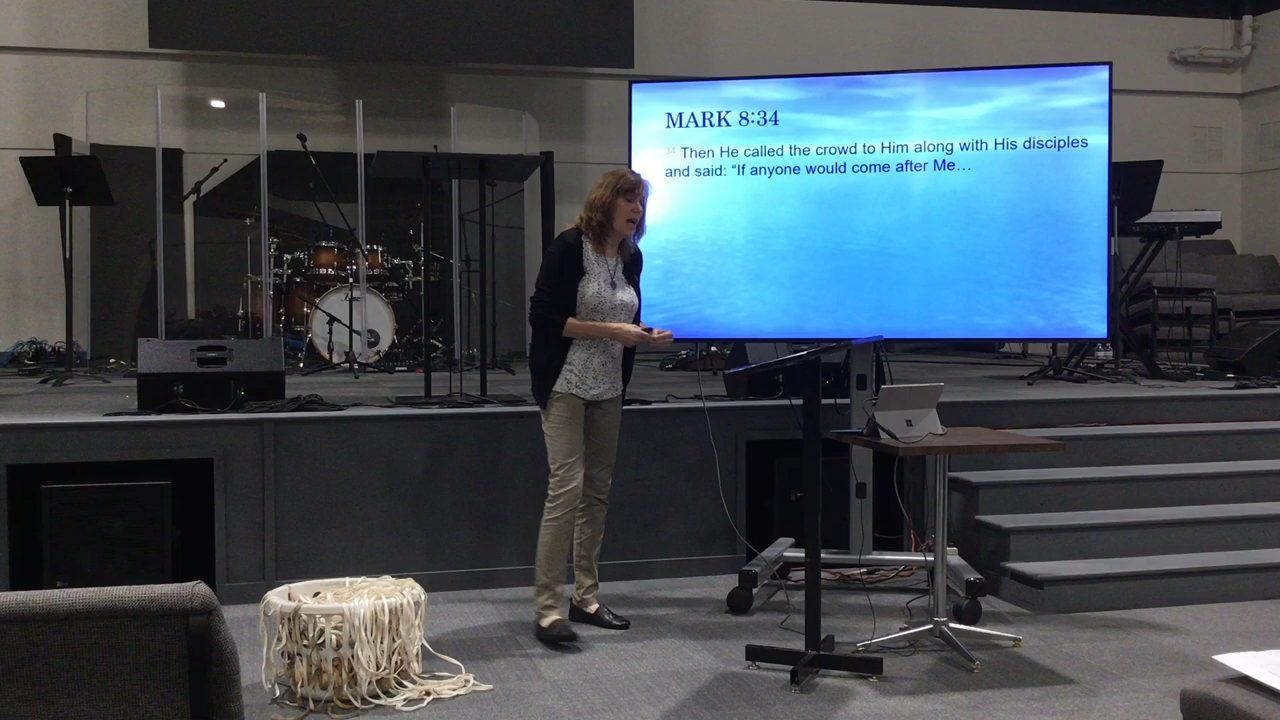 MARK 8:34
34 Then He called the crowd to Him along with His disciples
and said: “If anyone would come after Me…